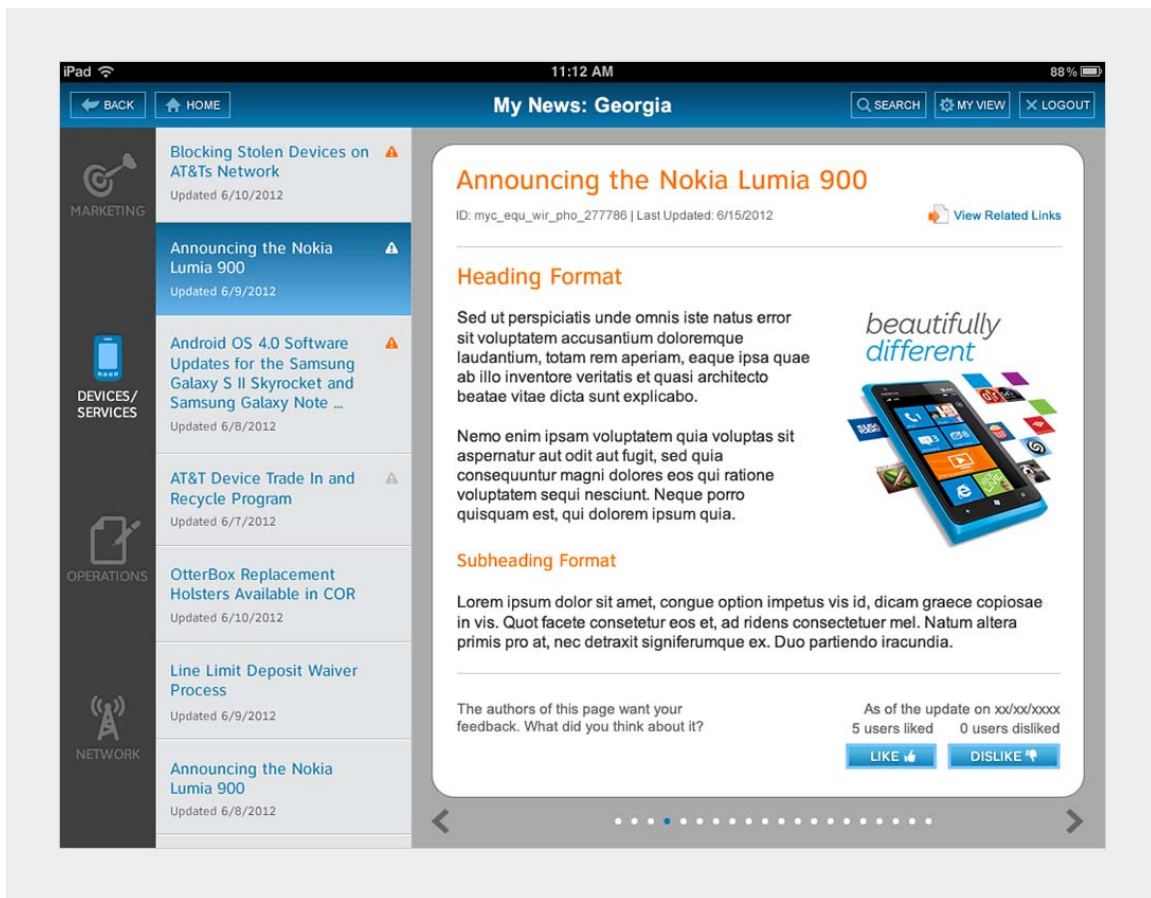 iPad 11:12 AM 88%
BACK HOME My News: Georgia SEARCH MY VIEW LOGOUT
MARKETING
DEVICES/
SERVICES
OPERATIONS
NETWORK
Blocking Stolen Devices on
AT&Ts Network
Updated 6/10/2012
Announcing the Nokia
Lumia 900
Updated 6/9/2012
Android OS 4.0 Software
Updates for the Samsung
Galaxy S II Skyrocket and
Samsung Galaxy Note ...
Updated 6/8/2012
AT&T Device Trade In and
Recycle Program
Updated 6/7/2012
OtterBox Replacement
Holsters Available in COR
Updated 6/10/2012
Line Limit Deposit Waiver
Process
Updated 6/9/2012
Announcing the Nokia
Lumia 900
Updated 6/8/2012
Announcing the Nokia Lumia 900
ID: myc_equ_wir_pho_277786 | Last Updated: 6/15/2012 View Related Links
Heading Format
Sed ut perspiciatis unde omnis iste natus error
sit voluptatem accusantium doloremque
laudantium, totam rem aperiam, eaque ipsa quae
ab illo inventore veritatis et quasi architecto
beatae vitae dicta sunt explicabo.
Nemo enim ipsam voluptatem quia voluptas sit
aspernatur aut odit aut fugit, sed quia
consequuntur magni dolores eos qui ratione
voluptatem sequi nesciunt. Neque porro
quisquam est, qui dolorem ipsum quia.
beautifully
different
Subheading Format
Lorem ipsum dolor sit amet, congue option impetus vis id, dicam graece copiosae
in vis. Quot facete consetetur eos et, ad ridens consectetuer mel. Natum altera
primis pro at, nec detraxit signiferumque ex. Duo partiendo iracundia.
The authors of this page want your
feedback. What did you think about it?
As of the update on xx/xx/xxxx
5 users liked 0 users disliked
LIKE DISLIKE